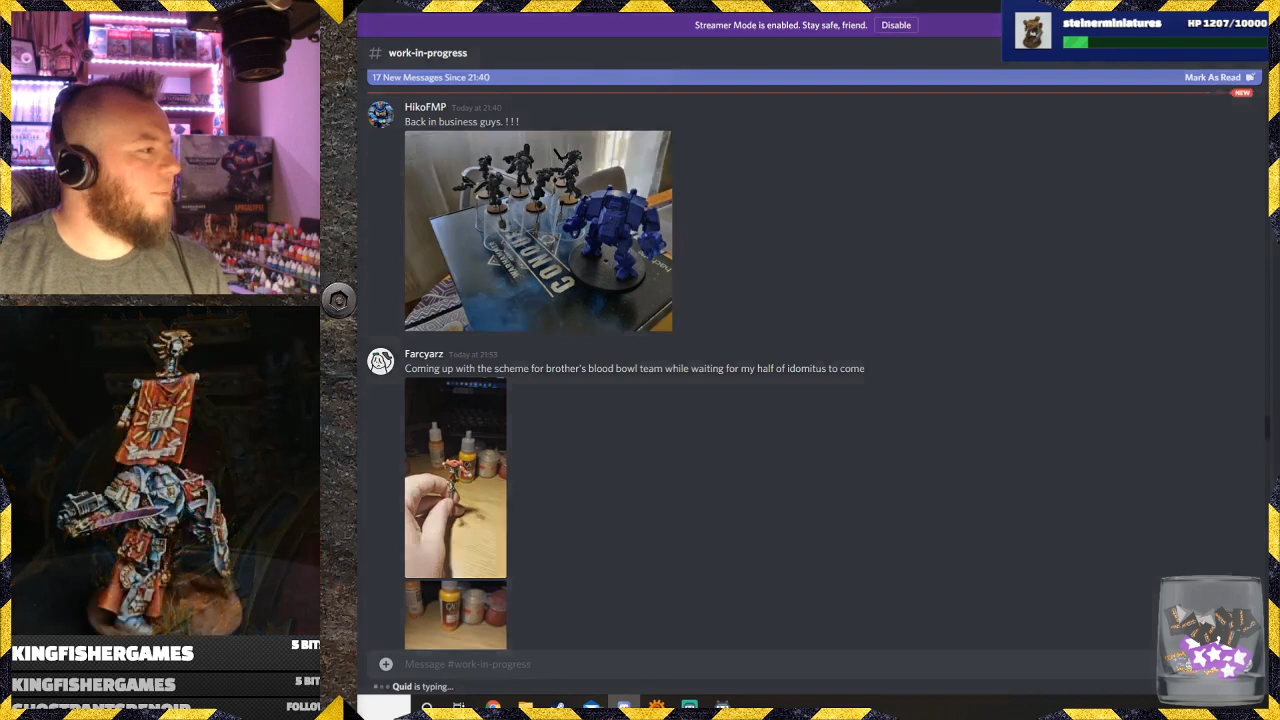 Streamer Mode is enabled. Stay safe, friend.
Disable
steinerminiatures
HP 1207/10000
# work-in-progress
17 New Messages Since 21:40
Mark As Read
NEW
HikoFMP Today at 21:40
Back in business guys. ! ! !
Farcyarz Today at 21:53
Coming up with the scheme for brother's blood bowl team while waiting for my half of idomitus to come
Message #work-in-progress
Quid is typing...
APOCALYPSE
KINGFISHERGAMES
5 BIT
KINGFISHERGAMES
5 BIT
FOLLO